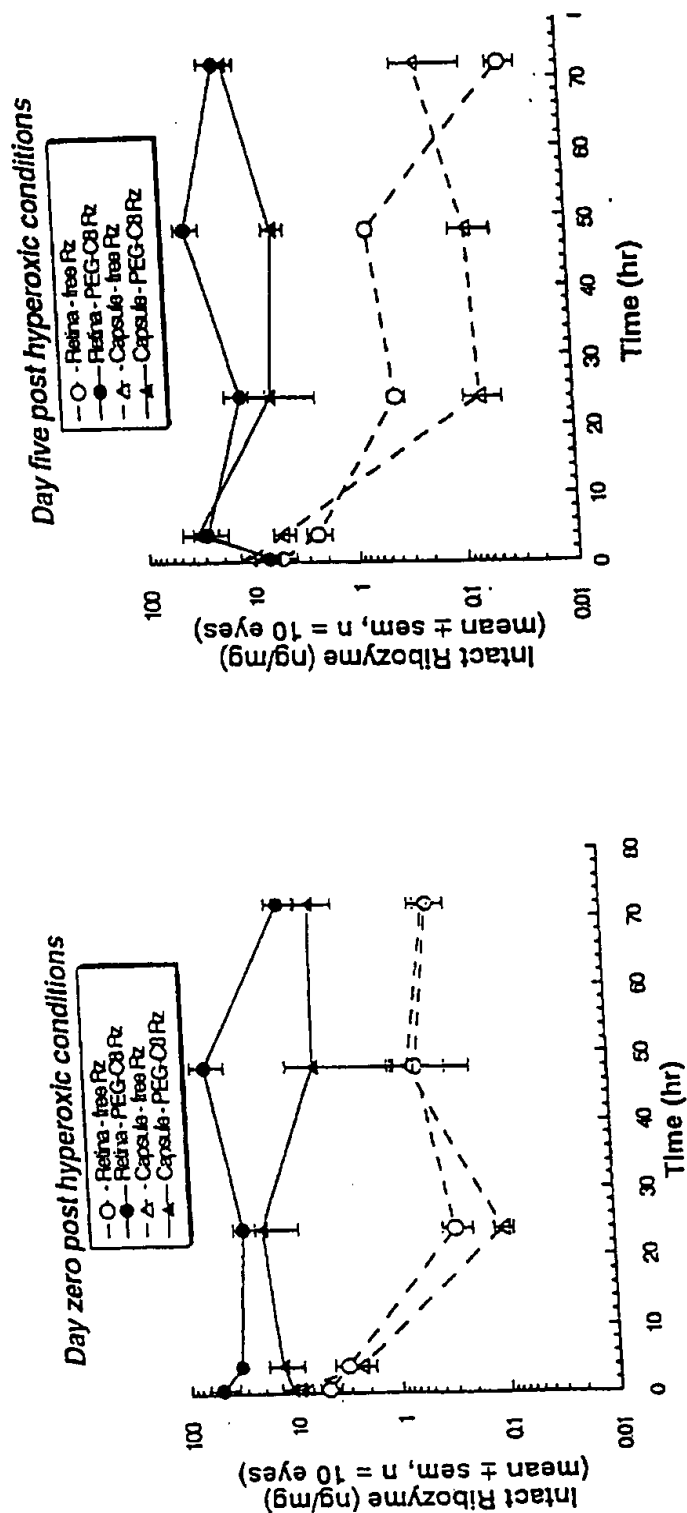 Day zero post hyperoxic conditions
Retina - free Rz
Retina - PEG-C8 Rz
Capsule - free Rz
Capsule - PEG-C8 Rz
Intact Ribozyme (ng/mg)
(mean ± sem, n = 10 eyes)
100
10
1
0.1
0.01
0
10
20
30
40
50
60
70
80
Time (hr)
Day five post hyperoxic conditions
Retina - free Rz
Retina - PEG-C8 Rz
Capsule - free Rz
Capsule - PEG-C8 Rz
Intact Ribozyme (ng/mg)
(mean ± sem, n = 10 eyes)
100
10
1
0.1
0.01
0
10
20
30
40
50
60
70
Time (hr)